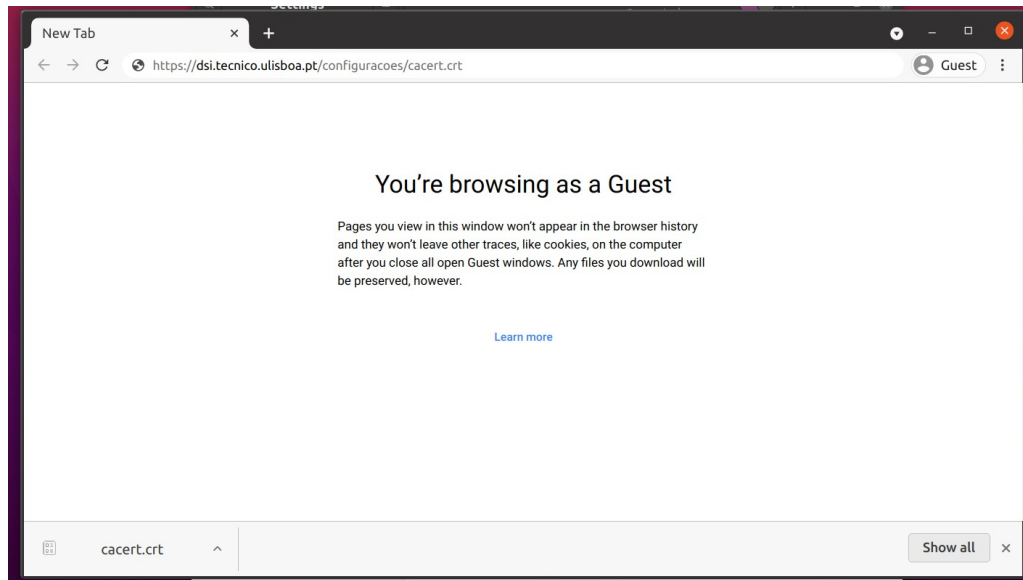 Settings
New Tab
https://dsi.tecnico.ulisboa.pt/configuracoes/cacert.crt
Guest
You're browsing as a Guest
Pages you view in this window won't appear in the browser history
and they won't leave other traces, like cookies, on the computer
after you close all open Guest windows. Any files you download will
be preserved, however.
Learn more
cacert.crt
Show all